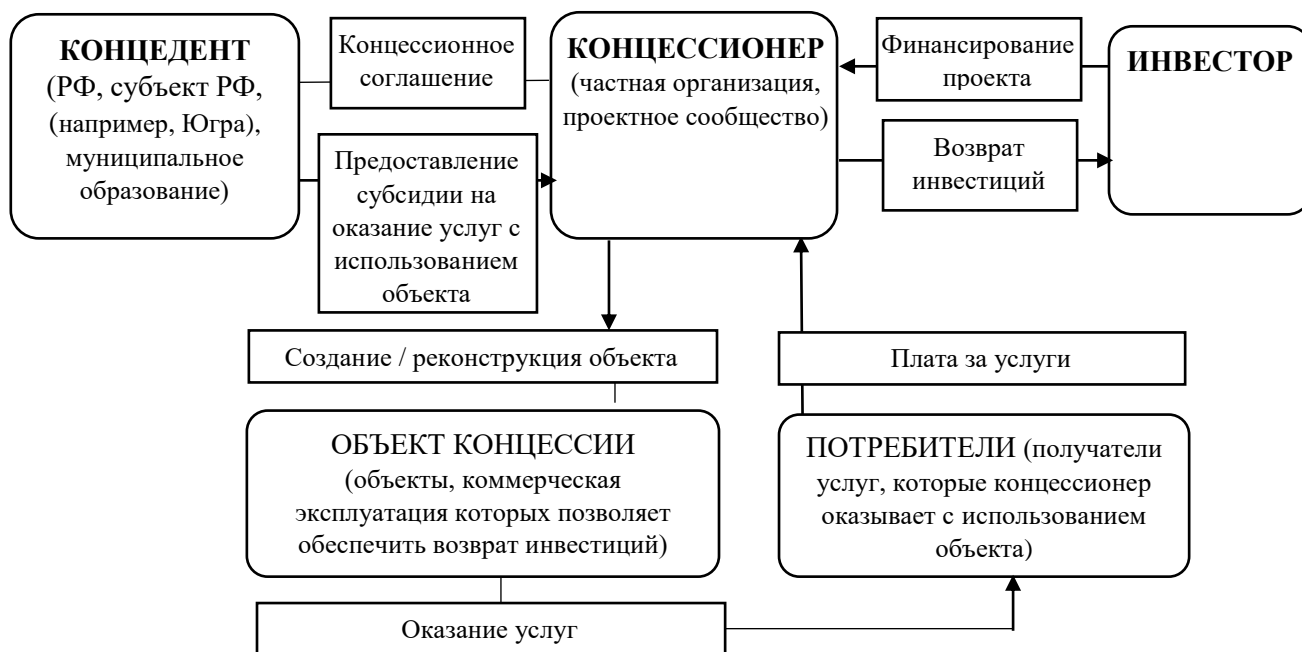 КОНЦЕДЕНТ
(РФ, субъект РФ,
(например, Югра),
муниципальное
образование)
Концессионное
соглашение
Предоставление
субсидии на
оказание услуг с
использованием
объекта
КОНЦЕССИОНЕР
(частная организация,
проектное сообщество)
Финансирование
проекта
Возврат
инвестиций
ИНВЕСТОР
Создание / реконструкция объекта
Плата за услуги
ОБЪЕКТ КОНЦЕССИИ
(объекты, коммерческая
эксплуатация которых позволяет
обеспечить возврат инвестиций)
ПОТРЕБИТЕЛИ (получатели
услуг, которые концессионер
оказывает с использованием
объекта)
Оказание услуг